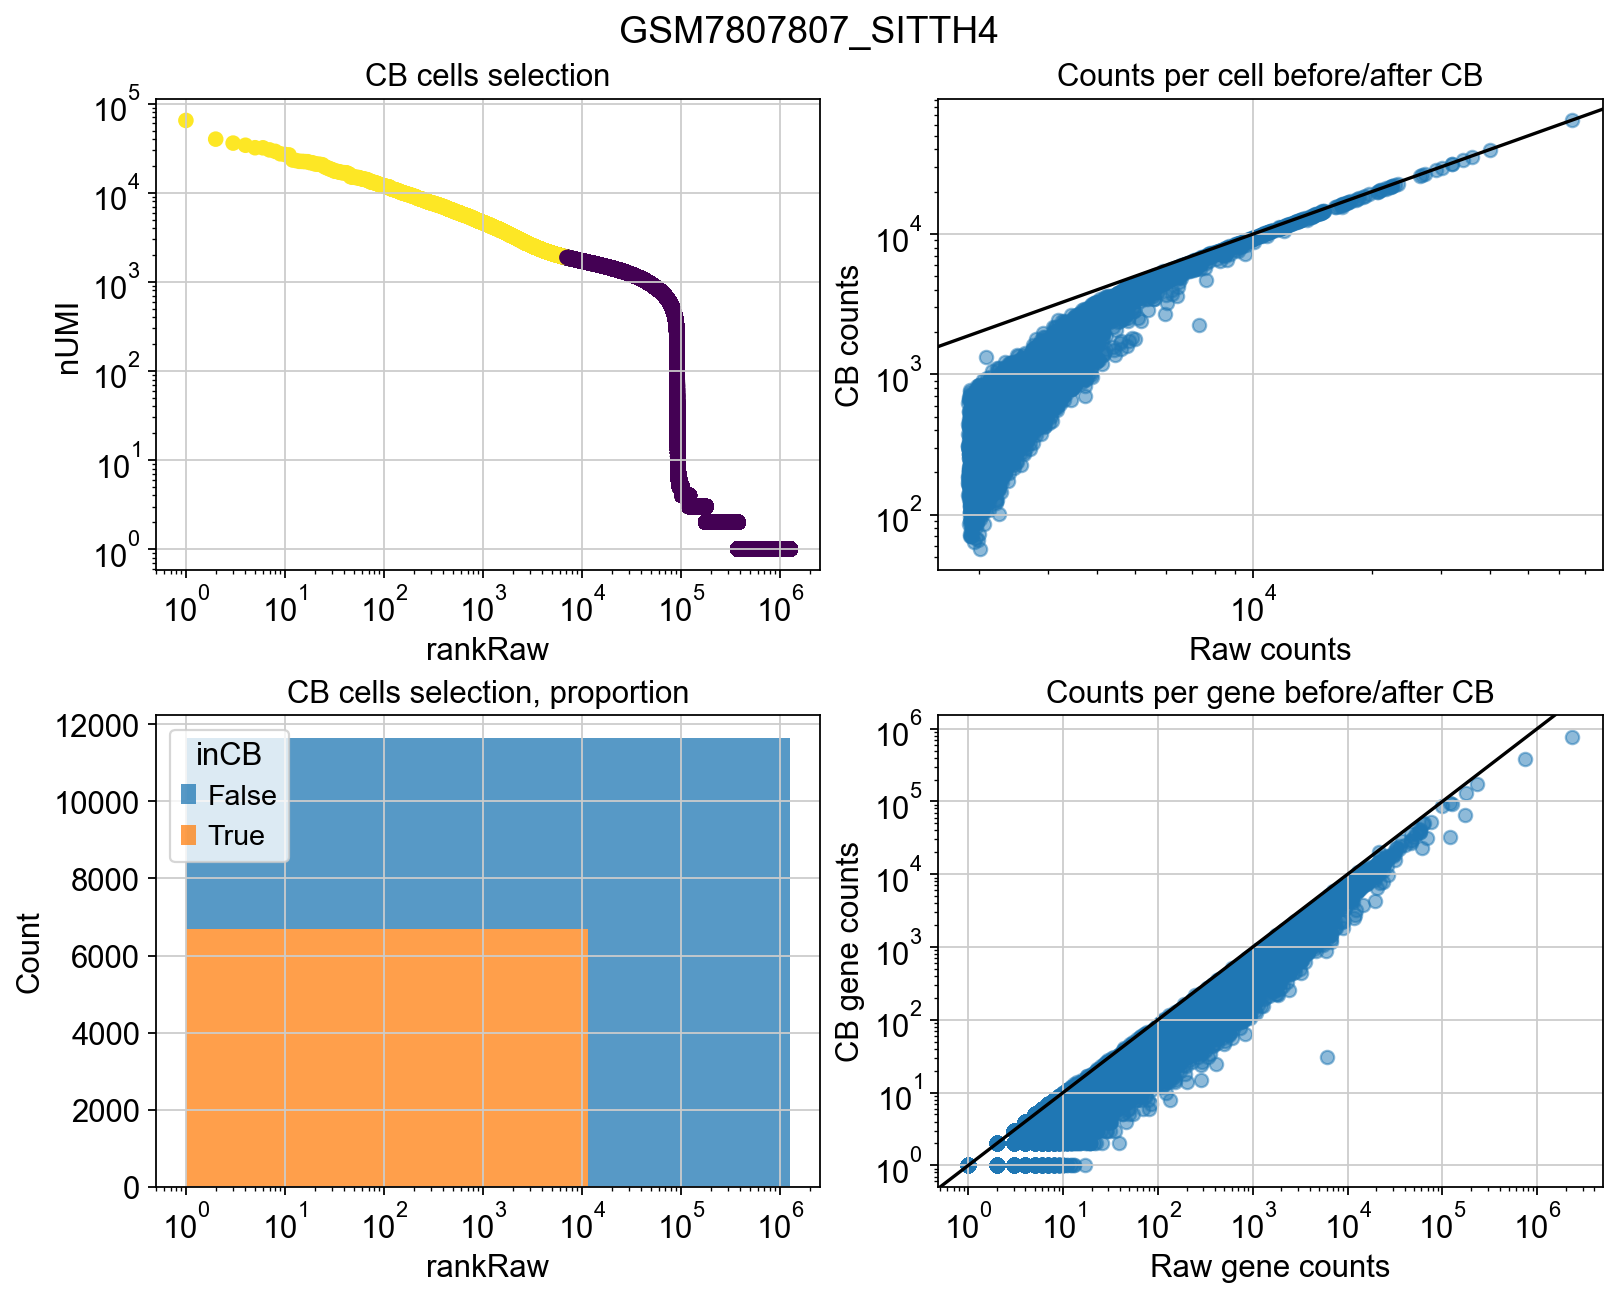 GSM7807807_SITTH4
CB cells selection
nUMI
10^5
10^4
10^3
10^2
10^1
10^0
10^0 10^1 10^2 10^3 10^4 10^5 10^6
rankRaw
Counts per cell before/after CB
CB counts
10^4
10^3
10^2
10^4
Raw counts
CB cells selection, proportion
Count
12000
10000
8000
6000
4000
2000
0
inCB
False
True
10^0 10^1 10^2 10^3 10^4 10^5 10^6
rankRaw
Counts per gene before/after CB
CB gene counts
10^6
10^5
10^4
10^3
10^2
10^1
10^0
10^0 10^1 10^2 10^3 10^4 10^5 10^6
Raw gene counts